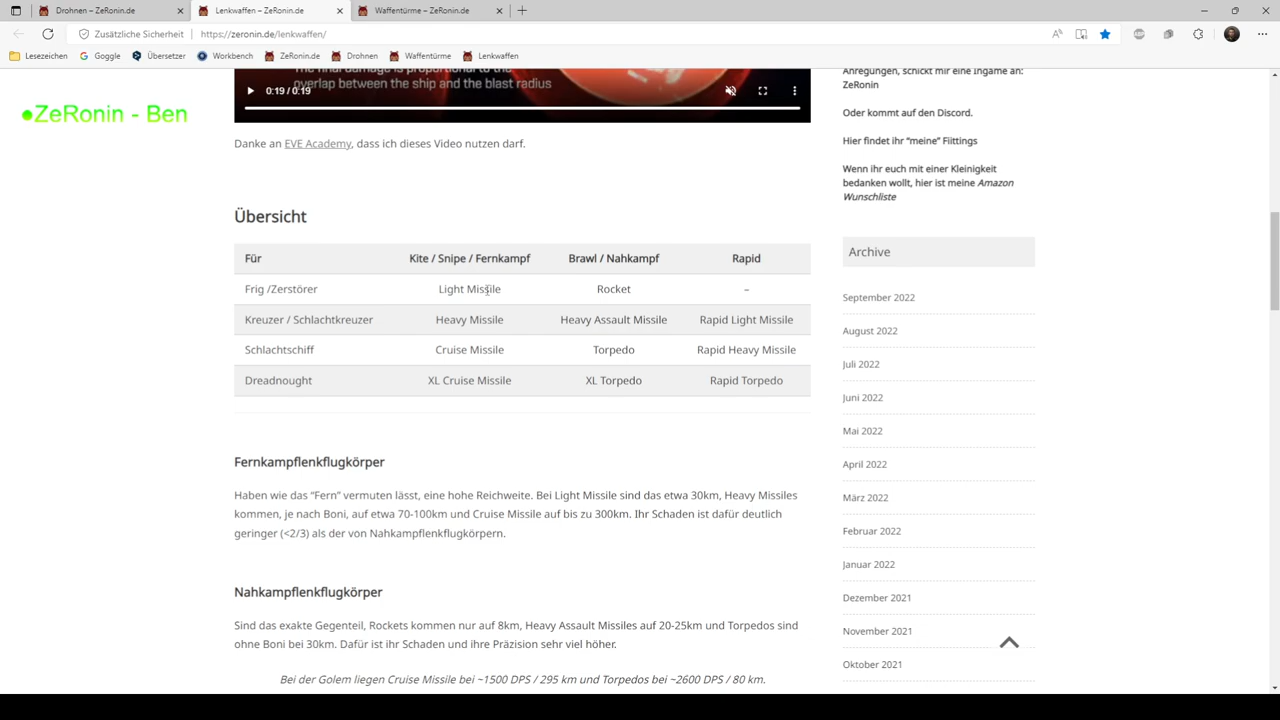 Drohnen – ZeRonin.de
Lenkwaffen – ZeRonin.de
Waffentürme – ZeRonin.de
Zusätzliche Sicherheit
https://zeronin.de/lenkwaffen/
Lesezeichen
Goggle
Übersetzer
Workbench
ZeRonin.de
Drohnen
Waffentürme
Lenkwaffen
ZeRonin - Ben
The final damage is proportional to the
overlap between the ship and the blast radius
0:19 / 0:19
Danke an EVE Academy, dass ich dieses Video nutzen darf.
Übersicht
Für Kite / Snipe / Fernkampf Brawl / Nahkampf Rapid
Frig /Zerstörer Light Missile Rocket –
Kreuzer / Schlachtkreuzer Heavy Missile Heavy Assault Missile Rapid Light Missile
Schlachtschiff Cruise Missile Torpedo Rapid Heavy Missile
Dreadnought XL Cruise Missile XL Torpedo Rapid Torpedo
Fernkampflenkflugkörper
Haben wie das “Fern” vermuten lässt, eine hohe Reichweite. Bei Light Missile sind das etwa 30km, Heavy Missiles
kommen, je nach Boni, auf etwa 70-100km und Cruise Missile auf bis zu 300km. Ihr Schaden ist dafür deutlich
geringer (<2/3) als der von Nahkampflenkflugkörpern.
Nahkampflenkflugkörper
Sind das exakte Gegenteil, Rockets kommen nur auf 8km, Heavy Assault Missiles auf 20-25km und Torpedos sind
ohne Boni bei 30km. Dafür ist ihr Schaden und ihre Präzision sehr viel höher.
Bei der Golem liegen Cruise Missile bei ~1500 DPS / 295 km und Torpedos bei ~2600 DPS / 80 km.
Anregungen, schickt mir eine Ingame an:
ZeRonin
Oder kommt auf den Discord.
Hier findet ihr “meine” Fiittings
Wenn ihr euch mit einer Kleinigkeit
bedanken wollt, hier ist meine Amazon
Wunschliste
Archive
September 2022
August 2022
Juli 2022
Juni 2022
Mai 2022
April 2022
März 2022
Februar 2022
Januar 2022
Dezember 2021
November 2021
Oktober 2021